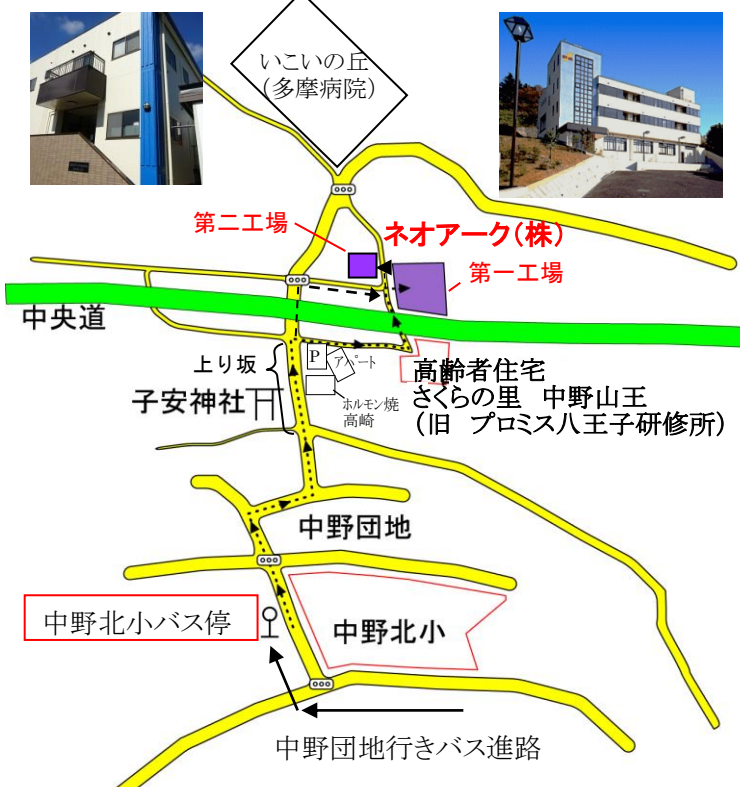 いこいの丘
(多摩病院)
第二工場
ネオアーク(株)
第一工場
中央道
上り坂
P
アパート
子安神社
ホルモン焼
高崎
高齢者住宅
さくらの里 中野山王
(旧 プロミス八王子研修所)
中野団地
中野北小バス停
中野北小
中野団地行きバス進路